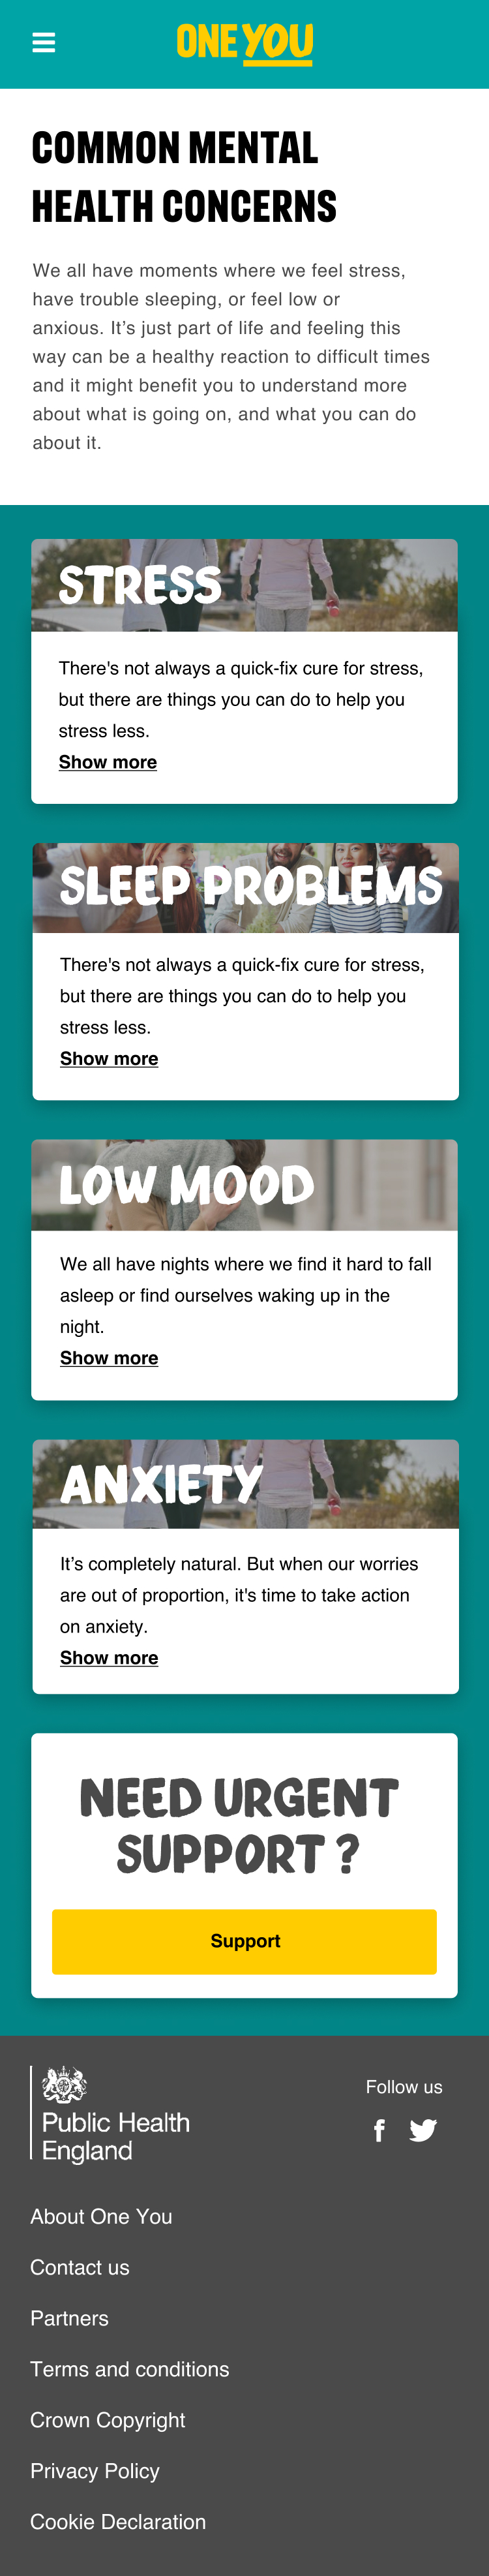 ONE YOU
COMMON MENTAL
HEALTH CONCERNS
We all have moments where we feel stress,
have trouble sleeping, or feel low or
anxious. It’s just part of life and feeling this
way can be a healthy reaction to difficult times
and it might benefit you to understand more
about what is going on, and what you can do
about it.
STRESS
There's not always a quick-fix cure for stress,
but there are things you can do to help you
stress less.
Show more
SLEEP PROBLEMS
There's not always a quick-fix cure for stress,
but there are things you can do to help you
stress less.
Show more
LOW MOOD
We all have nights where we find it hard to fall
asleep or find ourselves waking up in the
night.
Show more
ANXIETY
It’s completely natural. But when our worries
are out of proportion, it's time to take action
on anxiety.
Show more
NEED URGENT
SUPPORT ?
Support
Public Health
England
Follow us
About One You
Contact us
Partners
Terms and conditions
Crown Copyright
Privacy Policy
Cookie Declaration